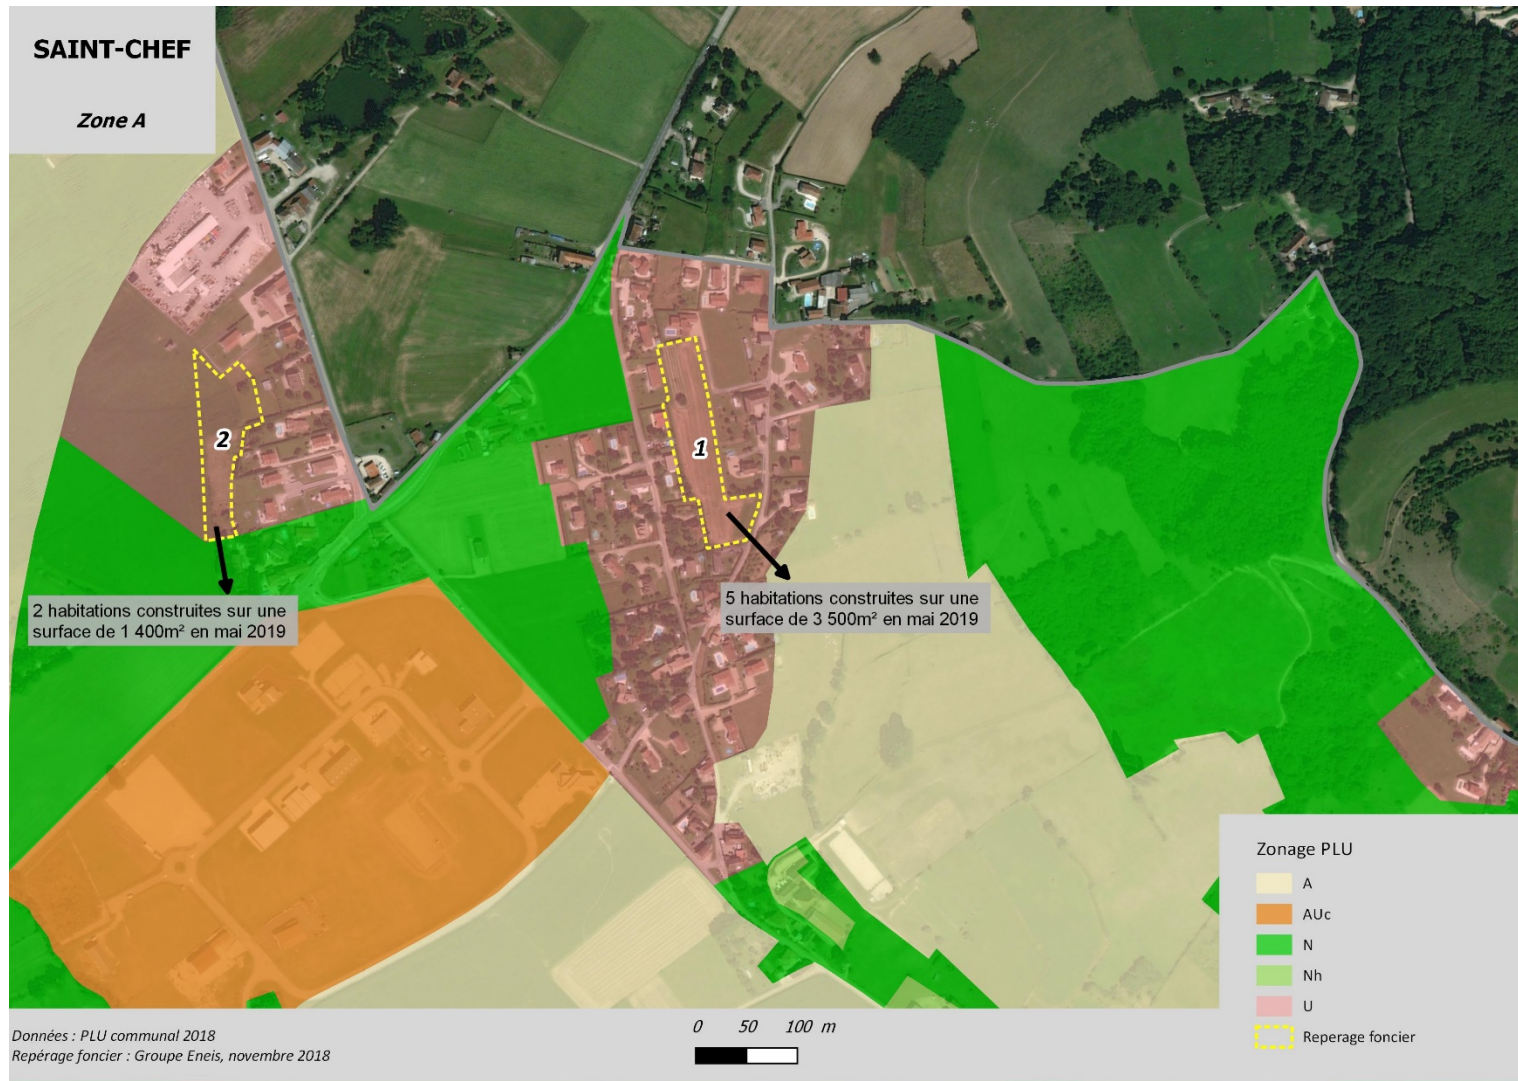 SAINT-CHEF
Zone A
2
1
2 habitations construites sur une
surface de 1 400m² en mai 2019
5 habitations construites sur une
surface de 3 500m² en mai 2019
Zonage PLU
A
AUc
N
Nh
U
Reperage foncier
0 50 100 m
Données : PLU communal 2018
Repérage foncier : Groupe Eneis, novembre 2018